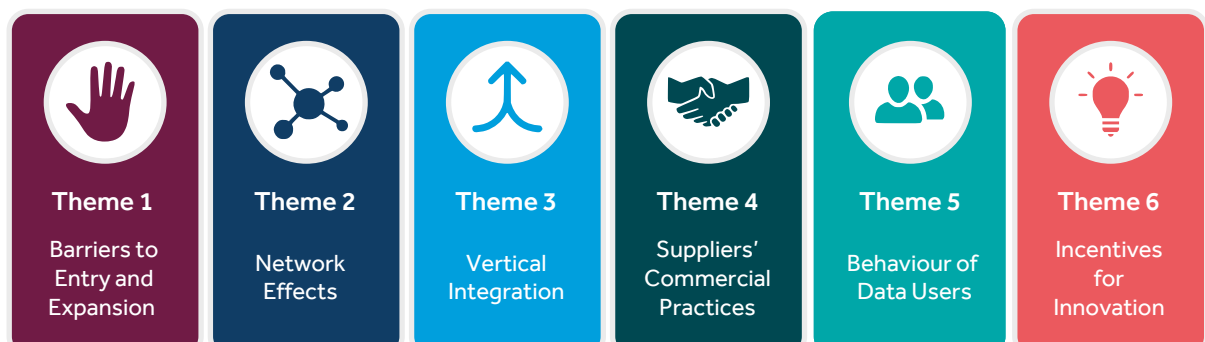 Theme 1
Barriers to
Entry and
Expansion
Theme 2
Network
Effects
Theme 3
Vertical
Integration
Theme 4
Suppliers’
Commercial
Practices
Theme 5
Behaviour of
Data Users
Theme 6
Incentives
for
Innovation